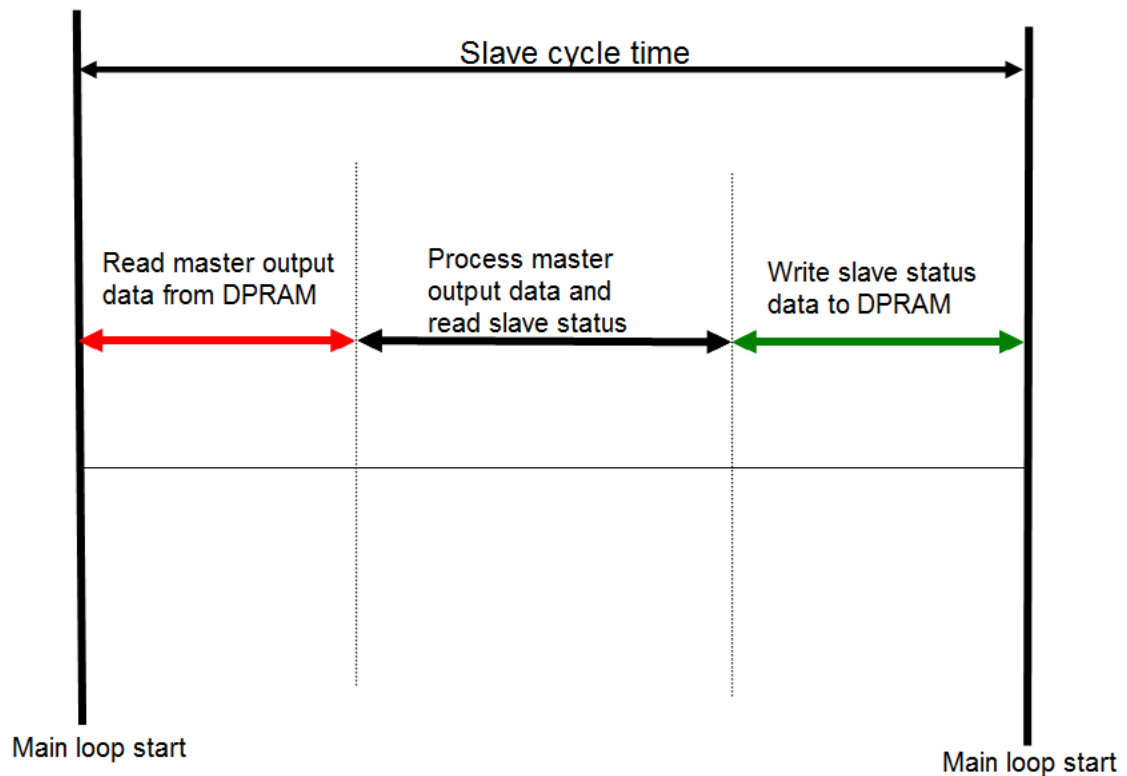 Slave cycle time
Read master output
data from DPRAM
Process master
output data and
read slave status
Write slave status
data to DPRAM
Main loop start
Main loop start